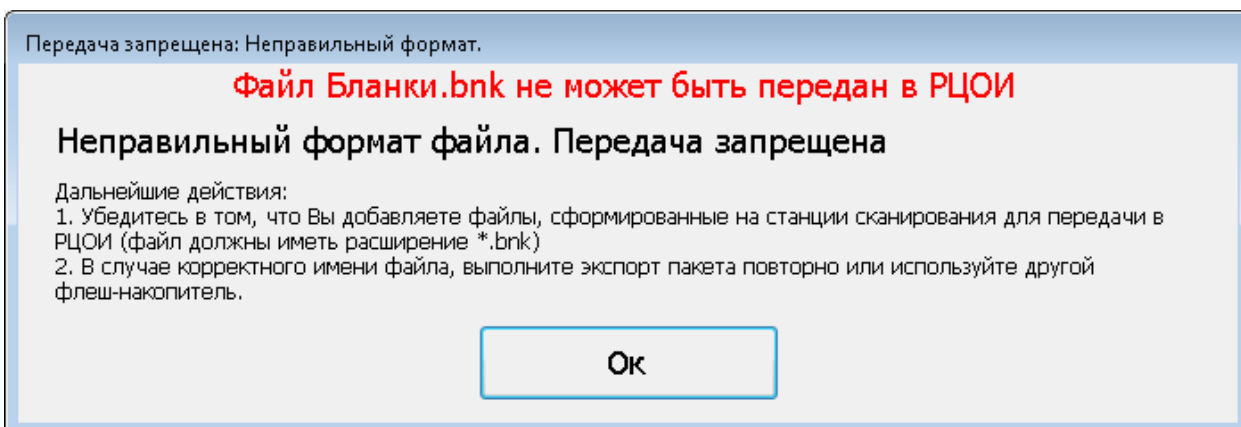 Передача запрещена: Неправильный формат.
Файл Бланки.bnk не может быть передан в РЦОИ
Неправильный формат файла. Передача запрещена
Дальнейшие действия:
1. Убедитесь в том, что Вы добавляете файлы, сформированные на станции сканирования для передачи в
РЦОИ (файл должны иметь расширение *.bnk)
2. В случае корректного имени файла, выполните экспорт пакета повторно или используйте другой
флеш-накопитель.
Ок